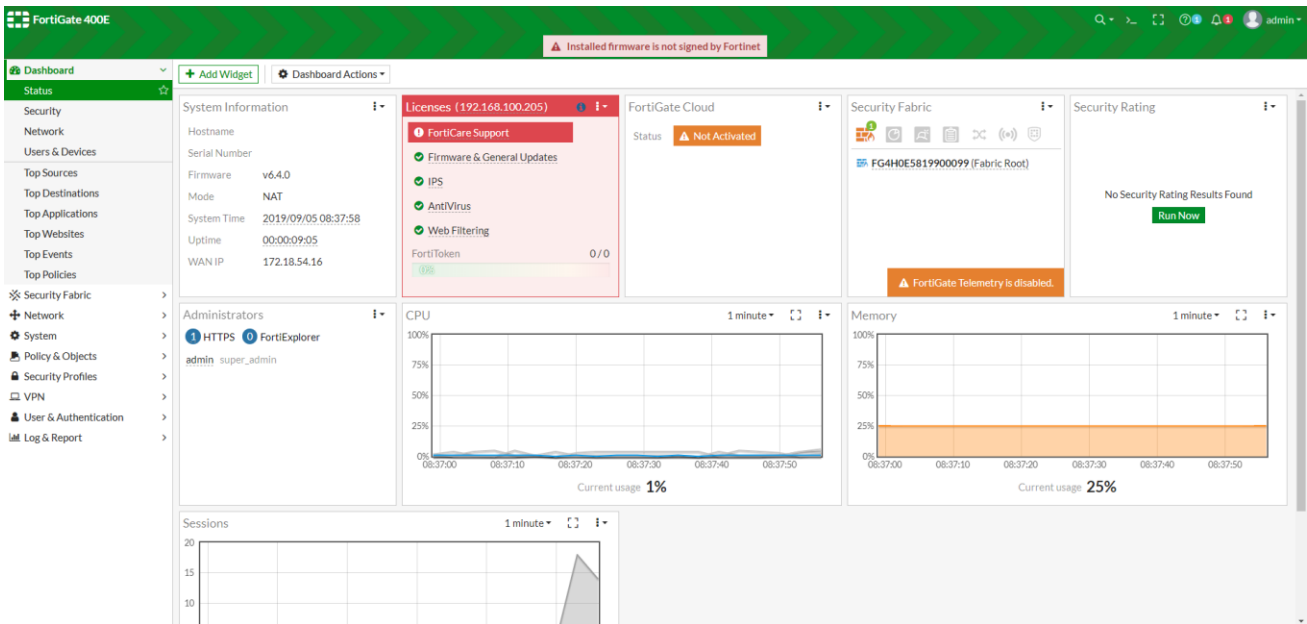 FortiGate 400E
admin
Installed firmware is not signed by Fortinet
Dashboard
Status
Security
Network
Users & Devices
Top Sources
Top Destinations
Top Applications
Top Websites
Top Events
Top Policies
Security Fabric
Network
System
Policy & Objects
Security Profiles
VPN
User & Authentication
Log & Report
+ Add Widget
Dashboard Actions
System Information
Hostname
Serial Number
Firmware v6.4.0
Mode NAT
System Time 2019/09/05 08:37:58
Uptime 00:00:09:05
WAN IP 172.18.54.16
Licenses (192.168.100.205)
FortiCare Support
Firmware & General Updates
IPS
AntiVirus
Web Filtering
FortiToken 0/0
0%
FortiGate Cloud
Status Not Activated
Security Fabric
1
FG4H0E5819900099 (Fabric Root)
FortiGate Telemetry is disabled.
Security Rating
No Security Rating Results Found
Run Now
Administrators
1 HTTPS 0 FortiExplorer
admin super_admin
CPU 1 minute
100%
75%
50%
25%
0%
08:37:00 08:37:10 08:37:20 08:37:30 08:37:40 08:37:50
Current usage 1%
Memory 1 minute
100%
75%
50%
25%
0%
08:37:00 08:37:10 08:37:20 08:37:30 08:37:40 08:37:50
Current usage 25%
Sessions 1 minute
20
15
10